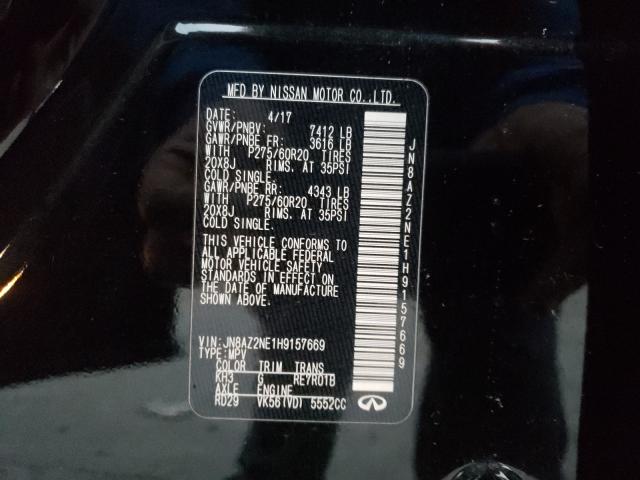 MFD BY NISSAN MOTOR CO.,LTD.
DATE: 4/17
GVWR/PNBV: 7412 LB
GAWR/PNBE FR: 3616 LB
WITH P275/60R20 TIRES
20X8J RIMS. AT 35PSI
COLD SINGLE.
GAWR/PNBE RR: 4343 LB
WITH P275/60R20 TIRES
20X8J RIMS. AT 35PSI
COLD SINGLE.
THIS VEHICLE CONFORMS TO
ALL APPLICABLE FEDERAL
MOTOR VEHICLE SAFETY
STANDARDS IN EFFECT ON
THE DATE OF MANUFACTURE
SHOWN ABOVE.
VIN: JN8AZ2NE1H9157669
TYPE: MPV
COLOR TRIM TRANS
KH3 G RE7R01B
AXLE ENGINE
RD29 VK56(VD) 5552CC
JN8AZ2NE1H9157669